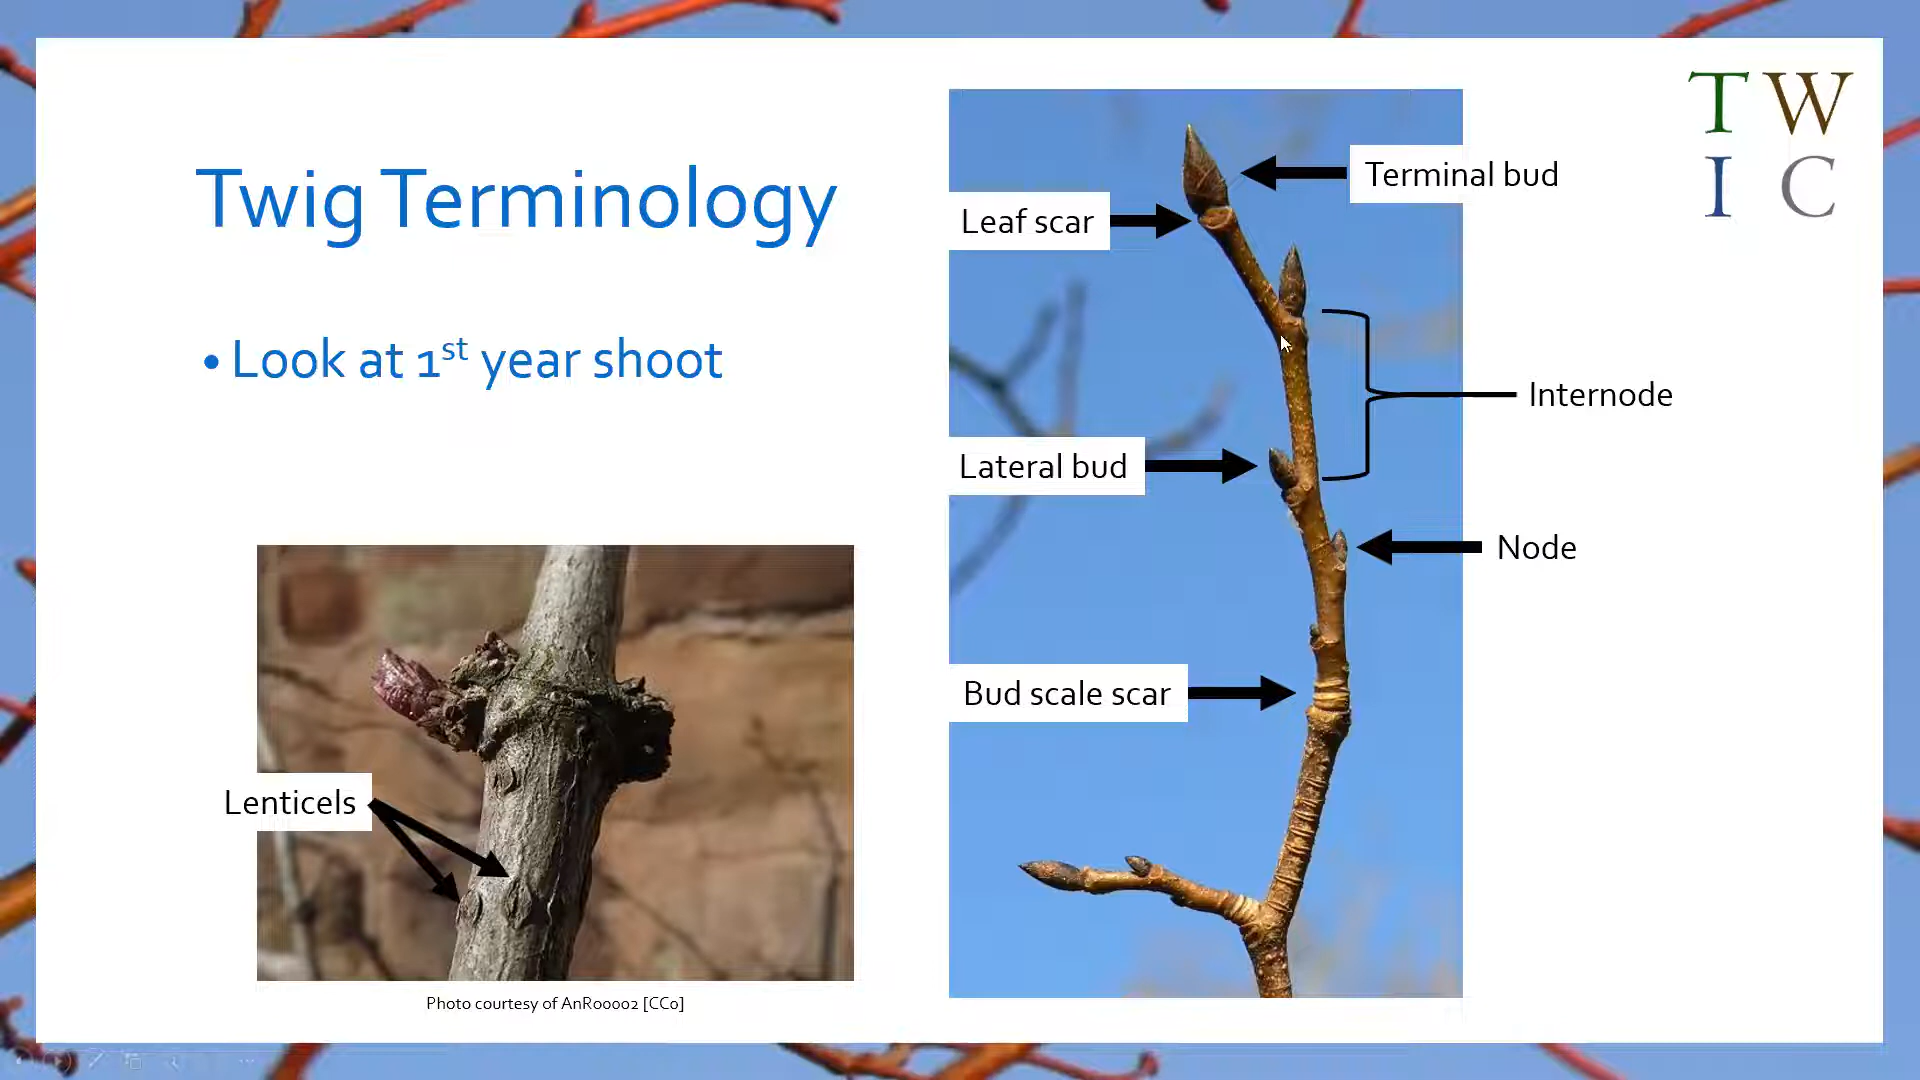 Twig Terminology
• Look at 1st year shoot
Lenticels
Photo courtesy of AnR00002 [CC0]
Terminal bud
Leaf scar
Internode
Lateral bud
Node
Bud scale scar
T W
I C